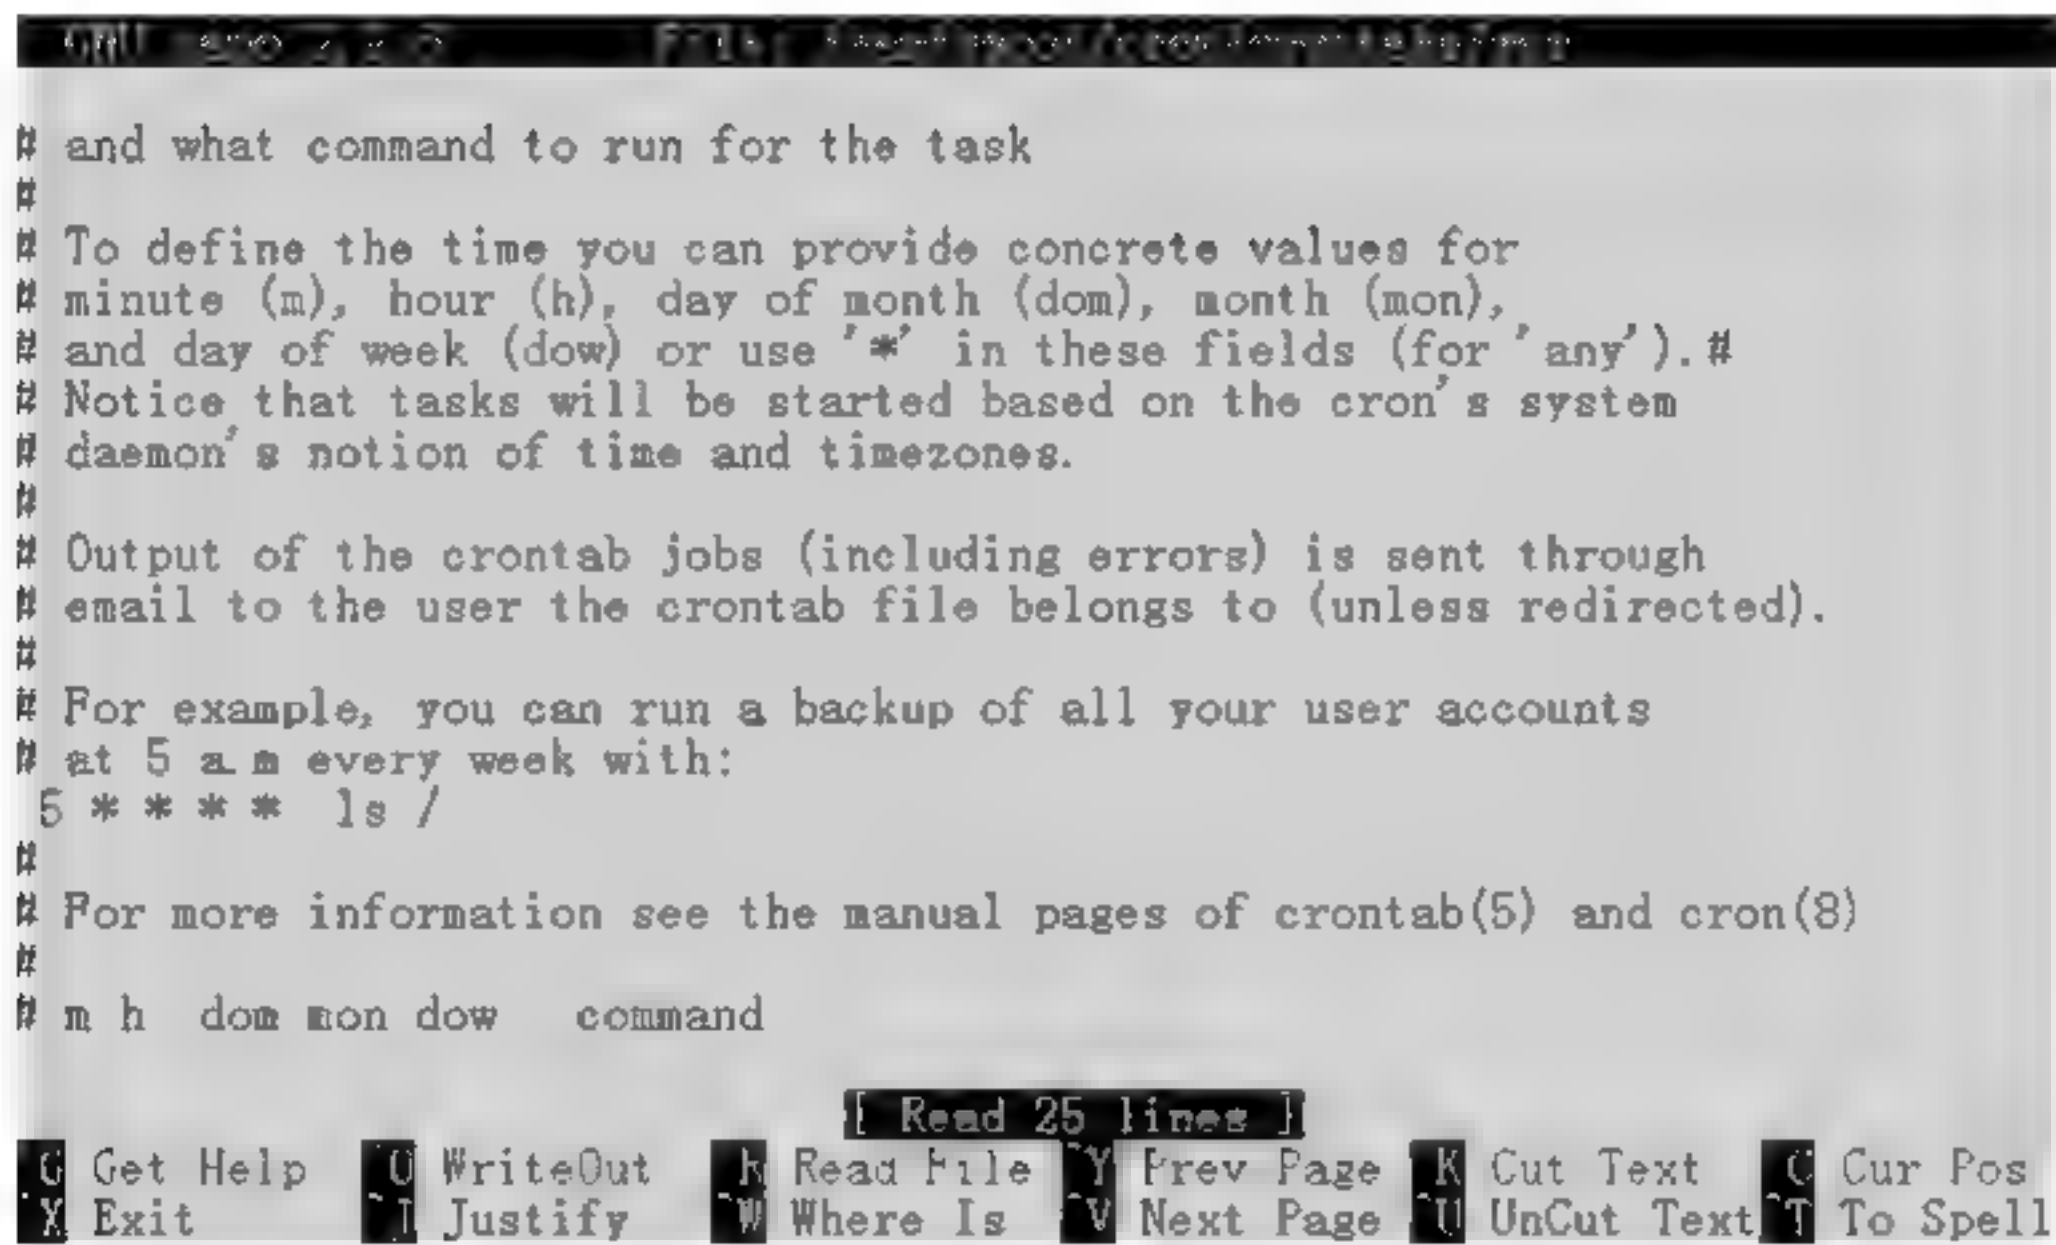 GNU nano File:
# and what command to run for the task
#
# To define the time you can provide concrete values for
# minute (m), hour (h), day of month (dom), month (mon),
# and day of week (dow) or use '*' in these fields (for 'any').#
# Notice that tasks will be started based on the cron's system
# daemon's notion of time and timezones.
#
# Output of the crontab jobs (including errors) is sent through
# email to the user the crontab file belongs to (unless redirected).
#
# For example, you can run a backup of all your user accounts
# at 5 a.m every week with:
5 * * * * ls /
#
# For more information see the manual pages of crontab(5) and cron(8)
#
# m h  dom mon dow   command
[ Read 25 lines ]
^G Get Help ^O WriteOut ^R Read File ^Y Prev Page ^K Cut Text ^C Cur Pos
^X Exit ^J Justify ^W Where Is ^V Next Page ^U UnCut Text ^T To Spell